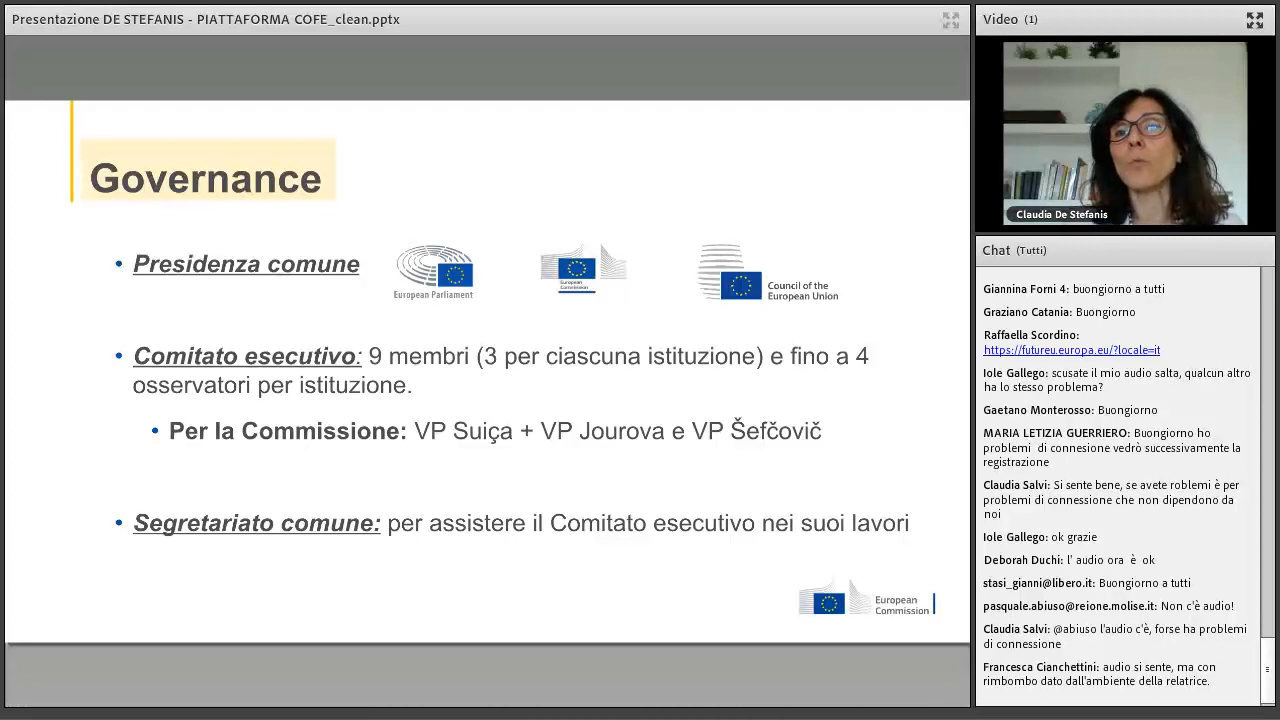 Presentazione DE STEFANIS - PIATTAFORMA COFE_clean.pptx
Governance
• Presidenza comune
European Parliament
European
Commission
Council of the
European Union
• Comitato esecutivo: 9 membri (3 per ciascuna istituzione) e fino a 4
osservatori per istituzione.
• Per la Commissione: VP Suiça + VP Jourova e VP Šefčovič
• Segretariato comune: per assistere il Comitato esecutivo nei suoi lavori
European
Commission
Video (1)
Claudia De Stefanis
Chat (Tutti)
Giannina Forni 4: buongiorno a tutti
Graziano Catania: Buongiorno
Raffaella Scordino:
https://futureu.europa.eu/?locale=it
Iole Gallego: scusate il mio audio salta, qualcun altro
ha lo stesso problema?
Gaetano Monterosso: Buongiorno
MARIA LETIZIA GUERRIERO: Buongiorno ho
problemi di connesione vedrò successivamente la
registrazione
Claudia Salvi: Si sente bene, se avete roblemi è per
problemi di connessione che non dipendono da
noi
Iole Gallego: ok grazie
Deborah Duchi: l' audio ora è ok
stasi_gianni@libero.it: Buongiorno a tutti
pasquale.abiuso@reione.molise.it: Non c'è audio!
Claudia Salvi: @abiuso l'audio c'è, forse ha problemi
di connessione
Francesca Cianchettini: audio si sente, ma con
rimbombo dato dall'ambiente della relatrice.